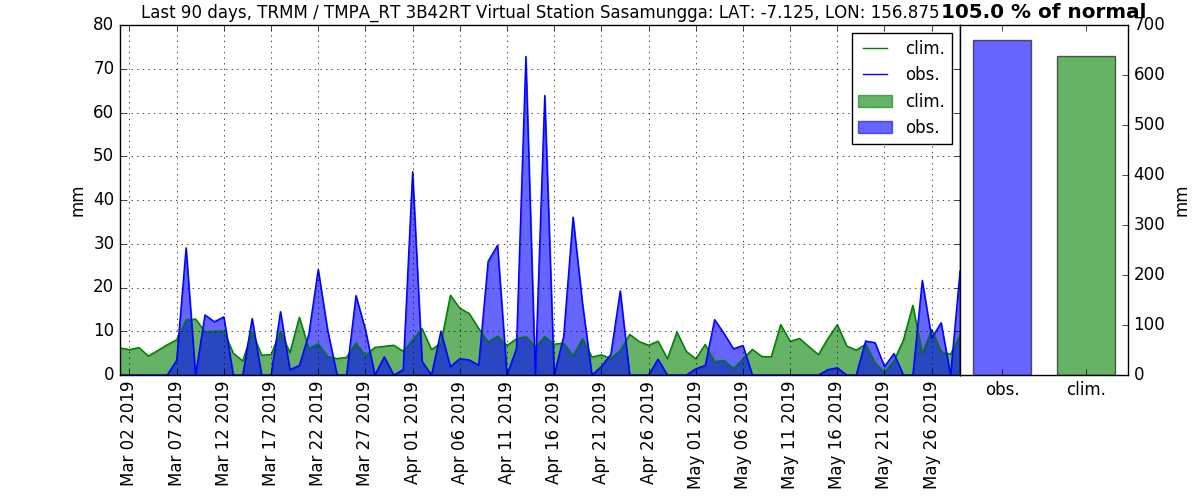 Last 90 days, TRMM / TMPA_RT 3B42RT Virtual Station Sasamungga: LAT: -7.125, LON: 156.875
105.0 % of normal
mm
80
70
60
50
40
30
20
10
0
clim.
obs.
clim.
obs.
Mar 02 2019
Mar 07 2019
Mar 12 2019
Mar 17 2019
Mar 22 2019
Mar 27 2019
Apr 01 2019
Apr 06 2019
Apr 11 2019
Apr 16 2019
Apr 21 2019
Apr 26 2019
May 01 2019
May 06 2019
May 11 2019
May 16 2019
May 21 2019
May 26 2019
obs.
clim.
700
600
500
400
300
200
100
0
mm